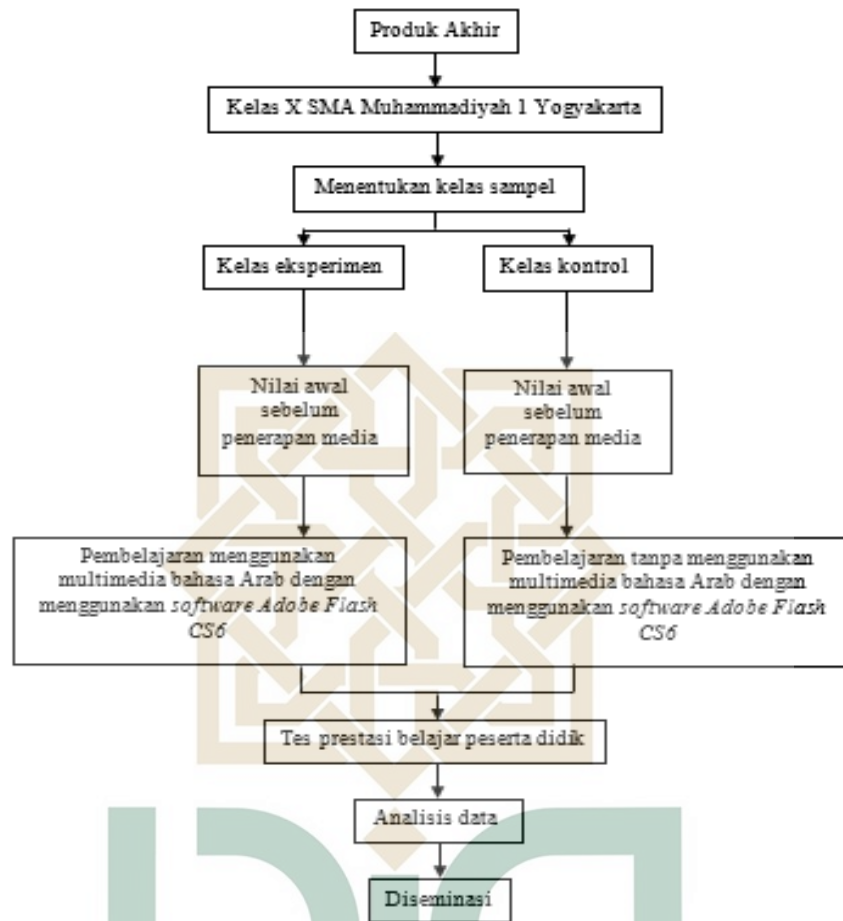 Produk Akhir
Kelas X SMA Muhammadiyah 1 Yogyakarta
Menentukan kelas sampel
Kelas eksperimen
Kelas kontrol
Nilai awal
sebelum
penerapan media
Nilai awal
sebelum
penerapan media
Pembelajaran menggunakan
multimedia bahasa Arab dengan
menggunakan software Adobe Flash
CS6
Pembelajaran tanpa menggunakan
multimedia bahasa Arab dengan
menggunakan software Adobe Flash
CS6
Tes prestasi belajar peserta didik
Analisis data
Diseminasi